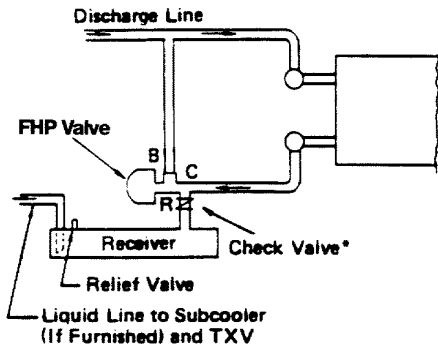 Discharge Line
FHP Valve
B
C
R
Check Valve*
Receiver
Relief Valve
Liquid Line to Subcooler
(If Furnished) and TXV